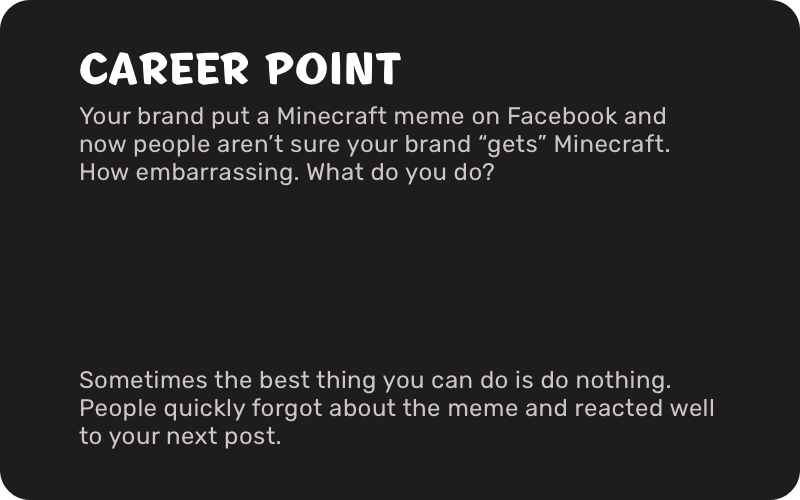 CAREER POINT
Your brand put a Minecraft meme on Facebook and
now people aren’t sure your brand “gets” Minecraft.
How embarrassing. What do you do?
Sometimes the best thing you can do is do nothing.
People quickly forgot about the meme and reacted well
to your next post.